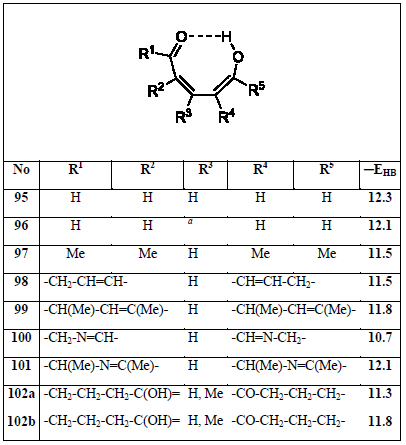 O H
R¹ O
R² R⁵
R³ R⁴
No R¹ R² R³ R⁴ R⁵ ─E_HB
95 H H H H H 12.3
96 H H a H H 12.1
97 Me Me H Me Me 11.5
98 -CH₂-CH=CH- H -CH=CH-CH₂- 11.5
99 -CH(Me)-CH=C(Me)- H -CH(Me)-CH=C(Me)- 11.8
100 -CH₂-N=CH- H -CH=N-CH₂- 10.7
101 -CH(Me)-N=C(Me)- H -CH(Me)-N=C(Me)- 12.1
102a -CH₂-CH₂-CH₂-C(OH)= H, Me -CO-CH₂-CH₂-CH₂- 11.3
102b -CH₂-CH₂-CH₂-C(OH)= H, Me -CO-CH₂-CH₂-CH₂- 11.8